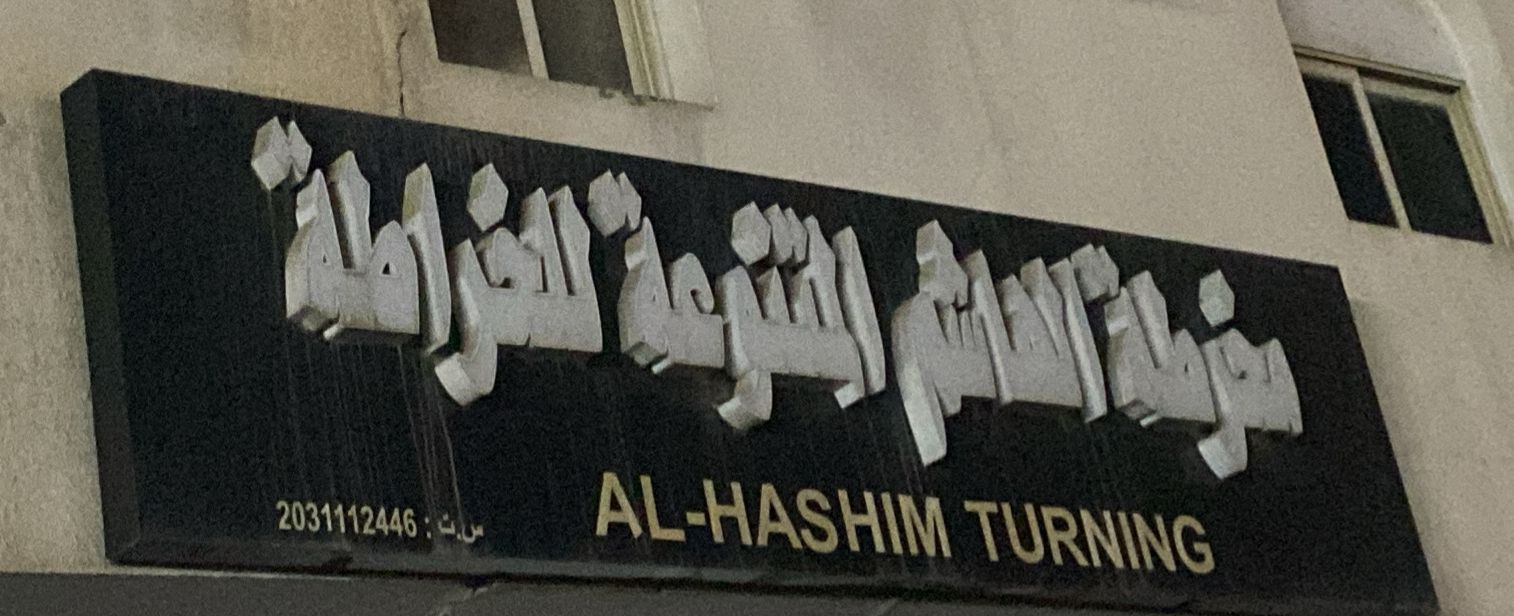 مخرطة الهاشم المتنوعة للخراطة
AL-HASHIM TURNING
س.ت : 2031112446